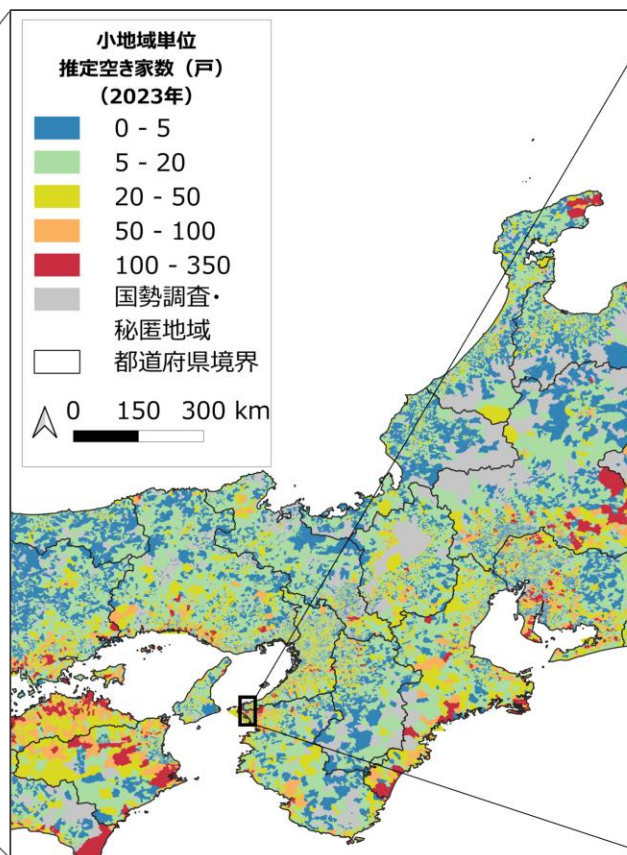 小地域単位
推定空き家数（戸）
（2023年）
0 - 5
5 - 20
20 - 50
50 - 100
100 - 350
国勢調査・
秘匿地域
都道府県境界
0 150 300 km